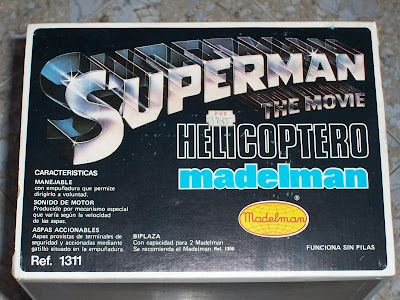 SUPERMAN
THE MOVIE
PVP
HELICOPTERO
madelman
CARACTERISTICAS
MANEJABLE
con empuñadura que permite
dirigirlo a voluntad.
SONIDO DE MOTOR
Producido por mecanismo especial
que varía según la velocidad
de las aspas.
ASPAS ACCIONABLES
Aspas provistas de terminales de
seguridad y accionadas mediante
gatillo situado en la empuñadura.
Ref. 1311
BIPLAZA
Con capacidad para 2 Madelman
Se recomienda el Madelman Ref. 1300
Madelman
®
FUNCIONA SIN PILAS